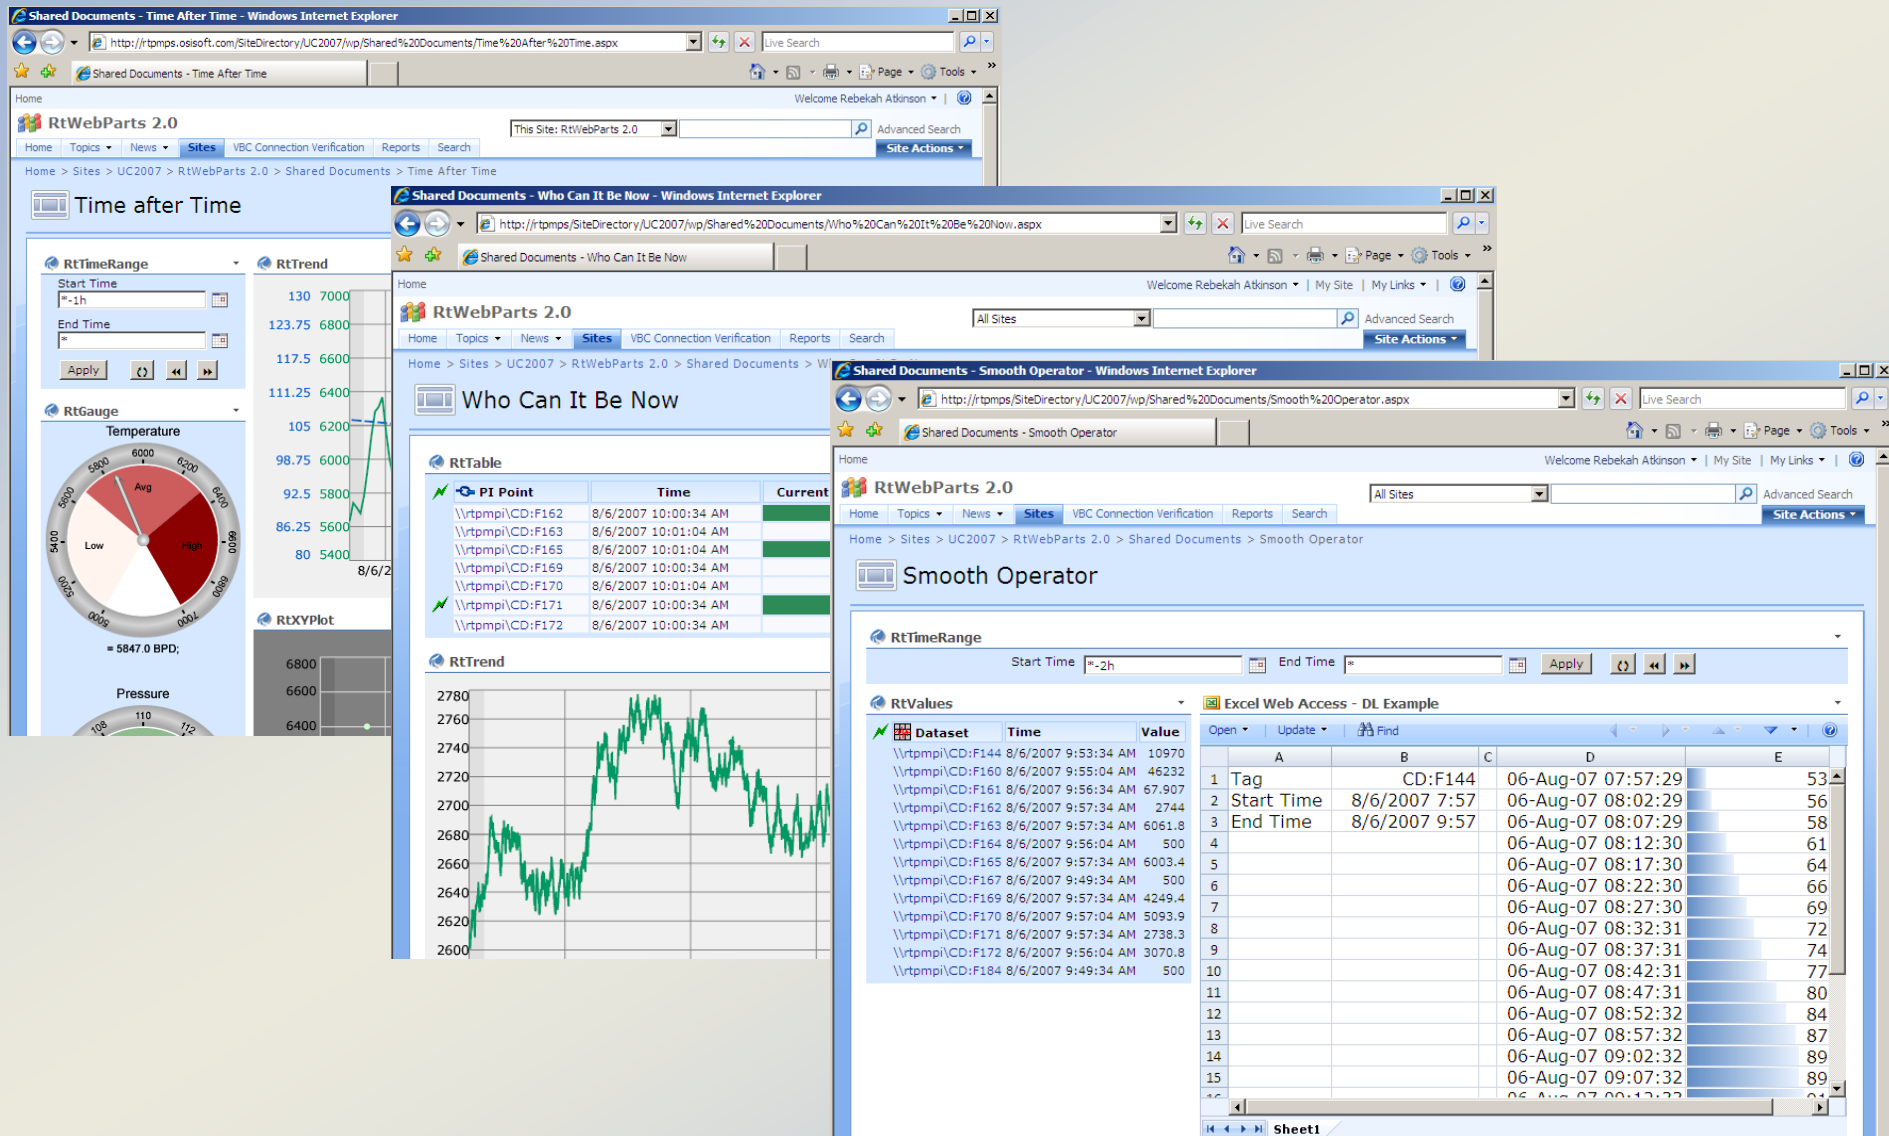 Shared Documents - Time After Time - Windows Internet Explorer
http://rtpmps.osisoft.com/SiteDirectory/UC2007/wp/Shared%20Documents/Time%20After%20Time.aspx
Live Search
Shared Documents - Time After Time
Page
Tools
Home
Welcome Rebekah Atkinson
RtWebParts 2.0
This Site: RtWebParts 2.0
Advanced Search
Home Topics News Sites VBC Connection Verification Reports Search
Site Actions
Home > Sites > UC2007 > RtWebParts 2.0 > Shared Documents > Time After Time
Time after Time
RtTimeRange
Start Time
*-1h
End Time
*
Apply
RtGauge
Temperature
5000 5200 5400 5600 5800 6000 6200 6400 6600 6800 7000
Low Avg High
= 5847.0 BPD;
Pressure
108 110 112
RtTrend
130 7000
123.75 6800
117.5 6600
111.25 6400
105 6200
98.75 6000
92.5 5800
86.25 5600
80 5400
8/6/2
RtXYPlot
6800
6600
6400
Shared Documents - Who Can It Be Now - Windows Internet Explorer
http://rtpmps/SiteDirectory/UC2007/wp/Shared%20Documents/Who%20Can%20It%20Be%20Now.aspx
Live Search
Shared Documents - Who Can It Be Now
Page
Tools
Home
Welcome Rebekah Atkinson | My Site | My Links |
RtWebParts 2.0
All Sites
Advanced Search
Home Topics News Sites VBC Connection Verification Reports Search
Site Actions
Home > Sites > UC2007 > RtWebParts 2.0 > Shared Documents >
Who Can It Be Now
RtTable
PI Point Time Current
\\rtpmpi\CD:F162 8/6/2007 10:00:34 AM
\\rtpmpi\CD:F163 8/6/2007 10:01:04 AM
\\rtpmpi\CD:F165 8/6/2007 10:01:04 AM
\\rtpmpi\CD:F169 8/6/2007 10:00:34 AM
\\rtpmpi\CD:F170 8/6/2007 10:01:04 AM
\\rtpmpi\CD:F171 8/6/2007 10:00:34 AM
\\rtpmpi\CD:F172 8/6/2007 10:00:34 AM
RtTrend
2780
2760
2740
2720
2700
2680
2660
2640
2620
2600
Shared Documents - Smooth Operator - Windows Internet Explorer
http://rtpmps/SiteDirectory/UC2007/wp/Shared%20Documents/Smooth%20Operator.aspx
Live Search
Shared Documents - Smooth Operator
Page
Tools
Home
Welcome Rebekah Atkinson | My Site | My Links |
RtWebParts 2.0
All Sites
Advanced Search
Home Topics News Sites VBC Connection Verification Reports Search
Site Actions
Home > Sites > UC2007 > RtWebParts 2.0 > Shared Documents > Smooth Operator
Smooth Operator
RtTimeRange
Start Time *-2h End Time * Apply
RtValues
Dataset Time Value
\\rtpmpi\CD:F144 8/6/2007 9:53:34 AM 10970
\\rtpmpi\CD:F160 8/6/2007 9:55:04 AM 46232
\\rtpmpi\CD:F161 8/6/2007 9:56:34 AM 67.907
\\rtpmpi\CD:F162 8/6/2007 9:57:34 AM 2744
\\rtpmpi\CD:F163 8/6/2007 9:57:34 AM 6061.8
\\rtpmpi\CD:F164 8/6/2007 9:56:04 AM 500
\\rtpmpi\CD:F165 8/6/2007 9:57:34 AM 6003.4
\\rtpmpi\CD:F167 8/6/2007 9:49:34 AM 500
\\rtpmpi\CD:F169 8/6/2007 9:57:34 AM 4249.4
\\rtpmpi\CD:F170 8/6/2007 9:57:04 AM 5093.9
\\rtpmpi\CD:F171 8/6/2007 9:57:34 AM 2738.3
\\rtpmpi\CD:F172 8/6/2007 9:56:04 AM 3070.8
\\rtpmpi\CD:F184 8/6/2007 9:49:34 AM 500
Excel Web Access - DL Example
Open Update Find
A B C D E
1 Tag CD:F144 06-Aug-07 07:57:29 53
2 Start Time 8/6/2007 7:57 06-Aug-07 08:02:29 56
3 End Time 8/6/2007 9:57 06-Aug-07 08:07:29 58
4 06-Aug-07 08:12:30 61
5 06-Aug-07 08:17:30 64
6 06-Aug-07 08:22:30 66
7 06-Aug-07 08:27:30 69
8 06-Aug-07 08:32:31 72
9 06-Aug-07 08:37:31 74
10 06-Aug-07 08:42:31 77
11 06-Aug-07 08:47:31 80
12 06-Aug-07 08:52:32 84
13 06-Aug-07 08:57:32 87
14 06-Aug-07 09:02:32 89
15 06-Aug-07 09:07:32 89
Sheet1